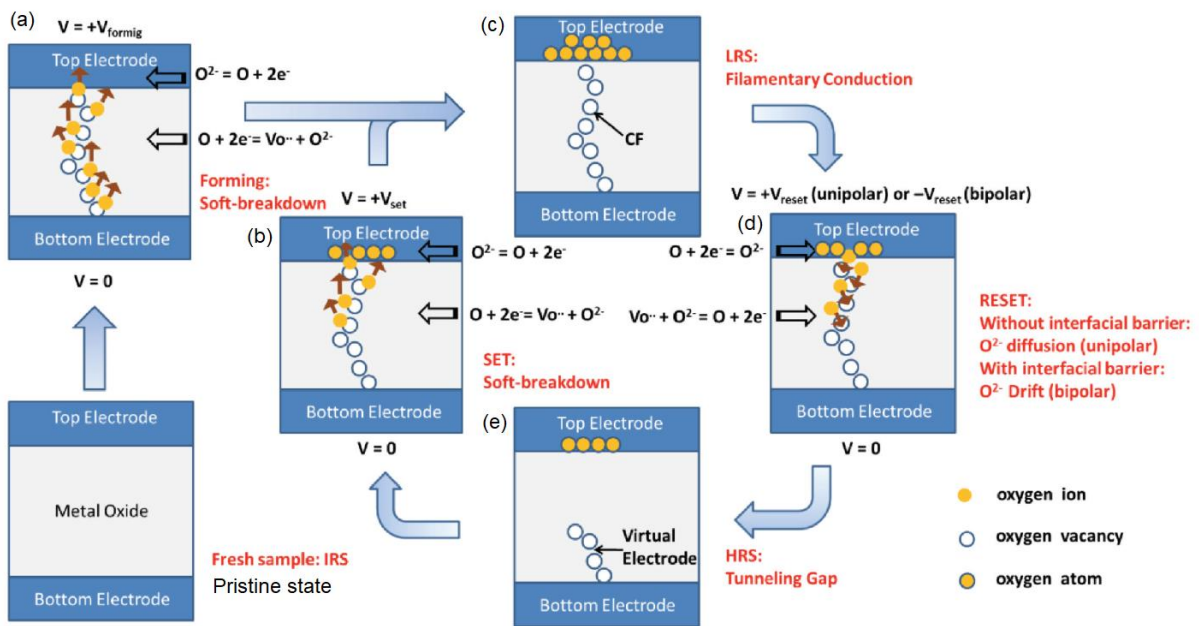 (a)
V = +Vformig
Top Electrode
O²⁻ = O + 2e⁻
O + 2e⁻= Vo·· + O²⁻
Forming:
Soft-breakdown
Bottom Electrode
V = 0
(c)
Top Electrode
CF
Bottom Electrode
LRS:
Filamentary Conduction
V = +Vreset (unipolar) or –Vreset (bipolar)
V = +Vset
(b)
Top Electrode
O²⁻ = O + 2e⁻
O + 2e⁻ = Vo·· + O²⁻
SET:
Soft-breakdown
Bottom Electrode
V = 0
(d)
Top Electrode
O + 2e⁻ = O²⁻
Vo·· + O²⁻ = O + 2e⁻
Bottom Electrode
V = 0
RESET:
Without interfacial barrier:
O²⁻ diffusion (unipolar)
With interfacial barrier:
O²⁻ Drift (bipolar)
Top Electrode
Metal Oxide
Bottom Electrode
Fresh sample: IRS
Pristine state
(e)
Top Electrode
Virtual
Electrode
Bottom Electrode
HRS:
Tunneling Gap
oxygen ion
oxygen vacancy
oxygen atom